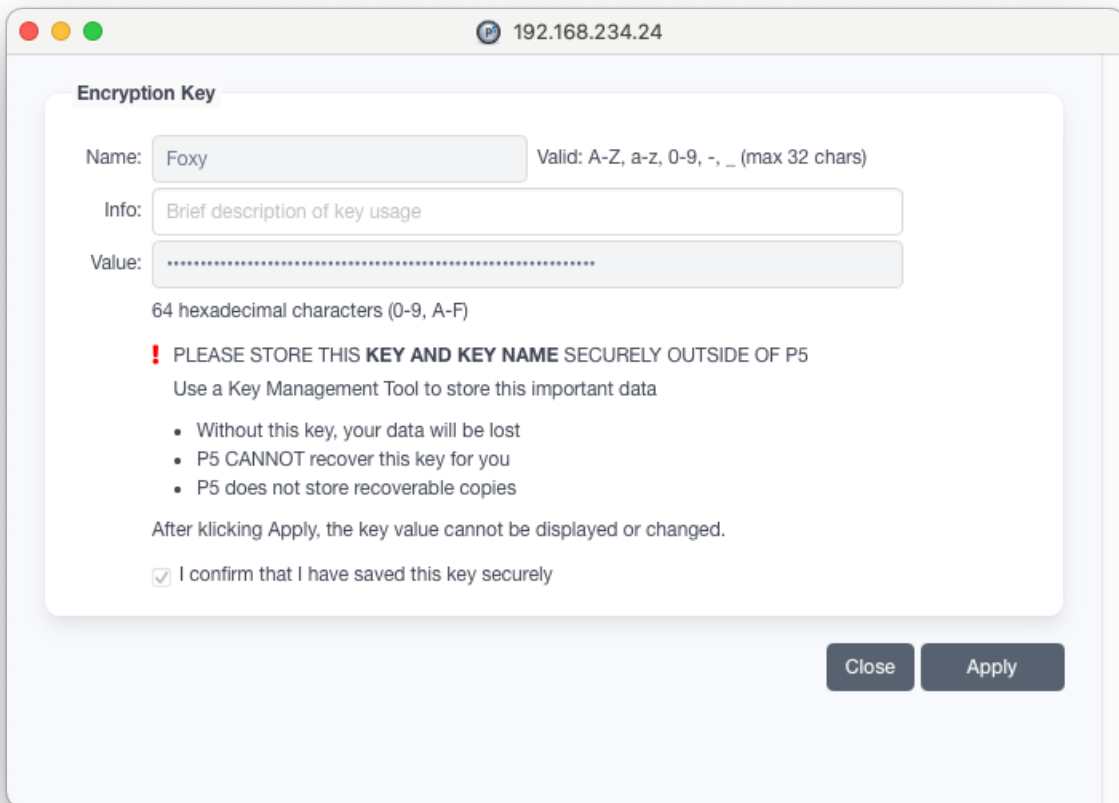 192.168.234.24
Encryption Key
Name: Foxy Valid: A-Z, a-z, 0-9, -, _ (max 32 chars)
Info: Brief description of key usage
Value: ••••••••••••••••••••••••••••••••••••••••••••••••••••••••••••••••
64 hexadecimal characters (0-9, A-F)
! PLEASE STORE THIS KEY AND KEY NAME SECURELY OUTSIDE OF P5
Use a Key Management Tool to store this important data
• Without this key, your data will be lost
• P5 CANNOT recover this key for you
• P5 does not store recoverable copies
After klicking Apply, the key value cannot be displayed or changed.
I confirm that I have saved this key securely
Close Apply